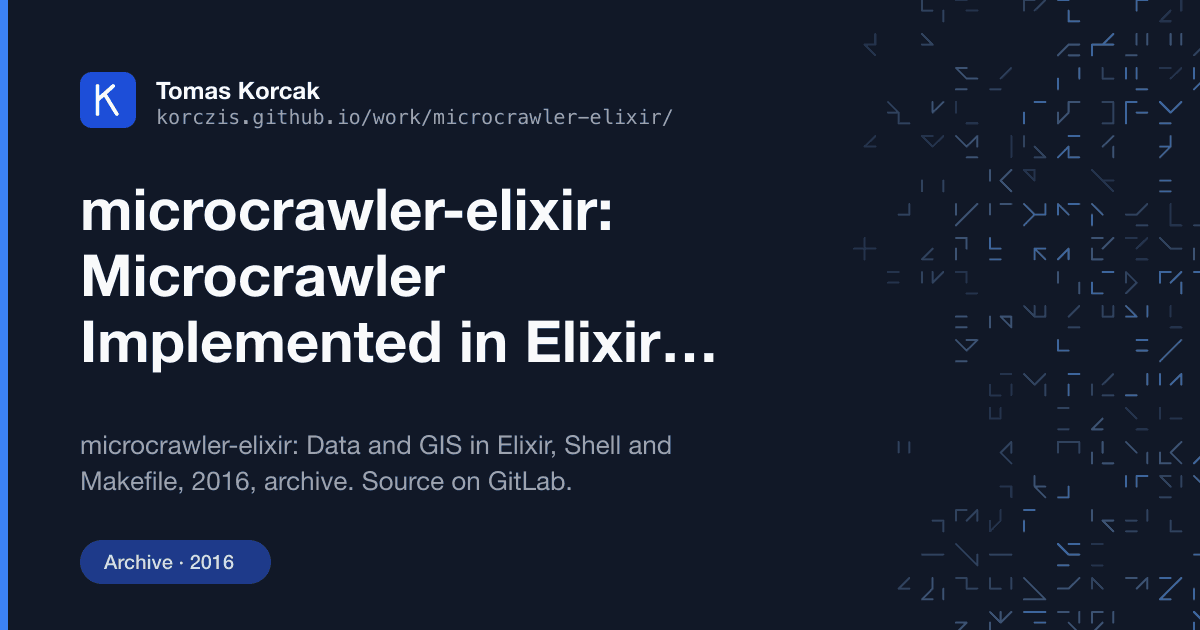 K
Tomas Korcak
korczis.github.io/work/microcrawler-elixir/
microcrawler-elixir:
Microcrawler
Implemented in Elixir…
microcrawler-elixir: Data and GIS in Elixir, Shell and
Makefile, 2016, archive. Source on GitLab.
Archive · 2016